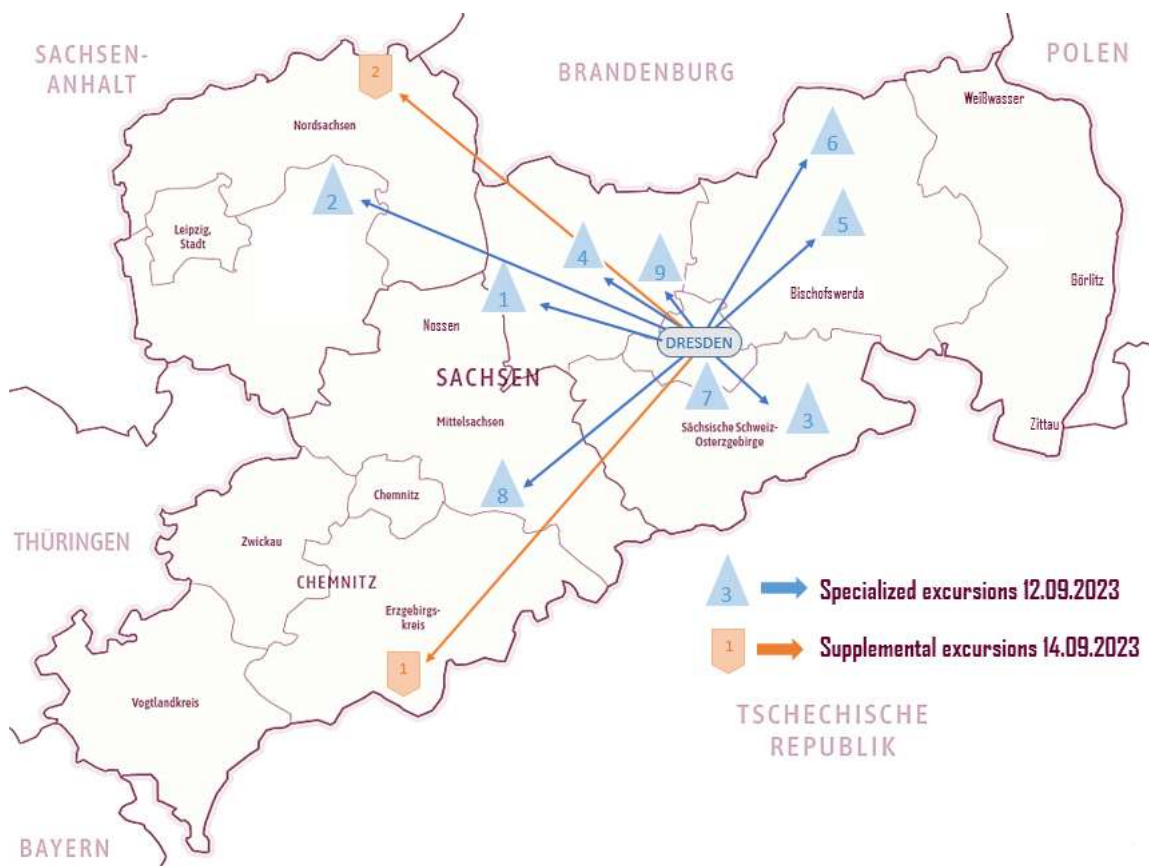 SACHSEN-
ANHALT
BRANDENBURG
POLEN
2
Weißwasser
Nordsachsen
6
2
Leipzig,
Stadt
5
4
9
1
Görlitz
Bischofswerda
Nossen
DRESDEN
SACHSEN
7
3
Mittelsachsen
Sächsische Schweiz-
Osterzgebirge
Zittau
8
Chemnitz
THÜRINGEN
Zwickau
CHEMNITZ
Erzgebirgs-
kreis
3
Specialized excursions 12.09.2023
1
1
Supplemental excursions 14.09.2023
Vogtlandkreis
TSCHECHISCHE
REPUBLIK
BAYERN